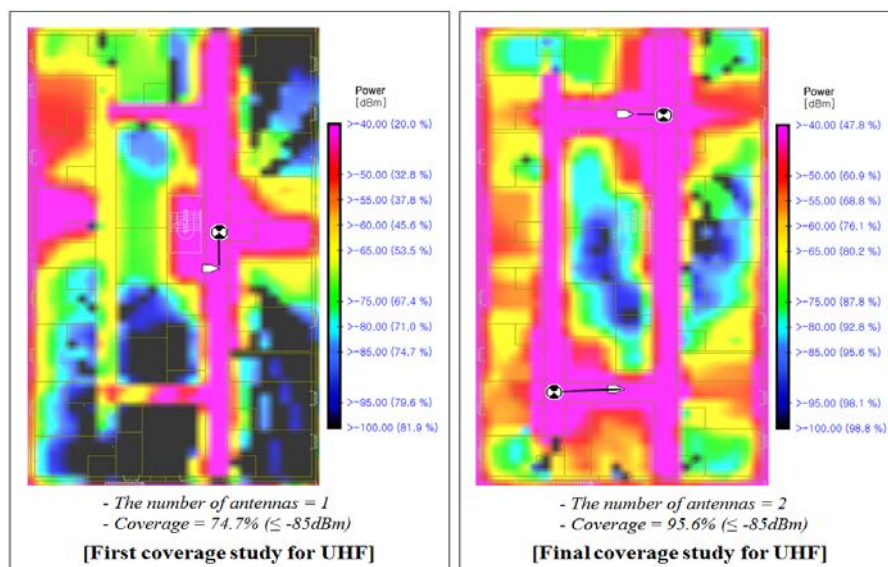 Power
[dBm]
>=-40.00 (20.0 %)
>=-50.00 (32.8 %)
>=-55.00 (37.8 %)
>=-60.00 (45.6 %)
>=-65.00 (53.5 %)
>=-75.00 (67.4 %)
>=-80.00 (71.0 %)
>=-85.00 (74.7 %)
>=-95.00 (79.6 %)
>=-100.00 (81.9 %)
- The number of antennas = 1
- Coverage = 74.7% (≤ -85dBm)
[First coverage study for UHF]
Power
[dBm]
>=-40.00 (47.8 %)
>=-50.00 (60.9 %)
>=-55.00 (68.8 %)
>=-60.00 (76.1 %)
>=-65.00 (80.2 %)
>=-75.00 (87.8 %)
>=-80.00 (92.8 %)
>=-85.00 (95.6 %)
>=-95.00 (98.1 %)
>=-100.00 (98.8 %)
- The number of antennas = 2
- Coverage = 95.6% (≤ -85dBm)
[Final coverage study for UHF]